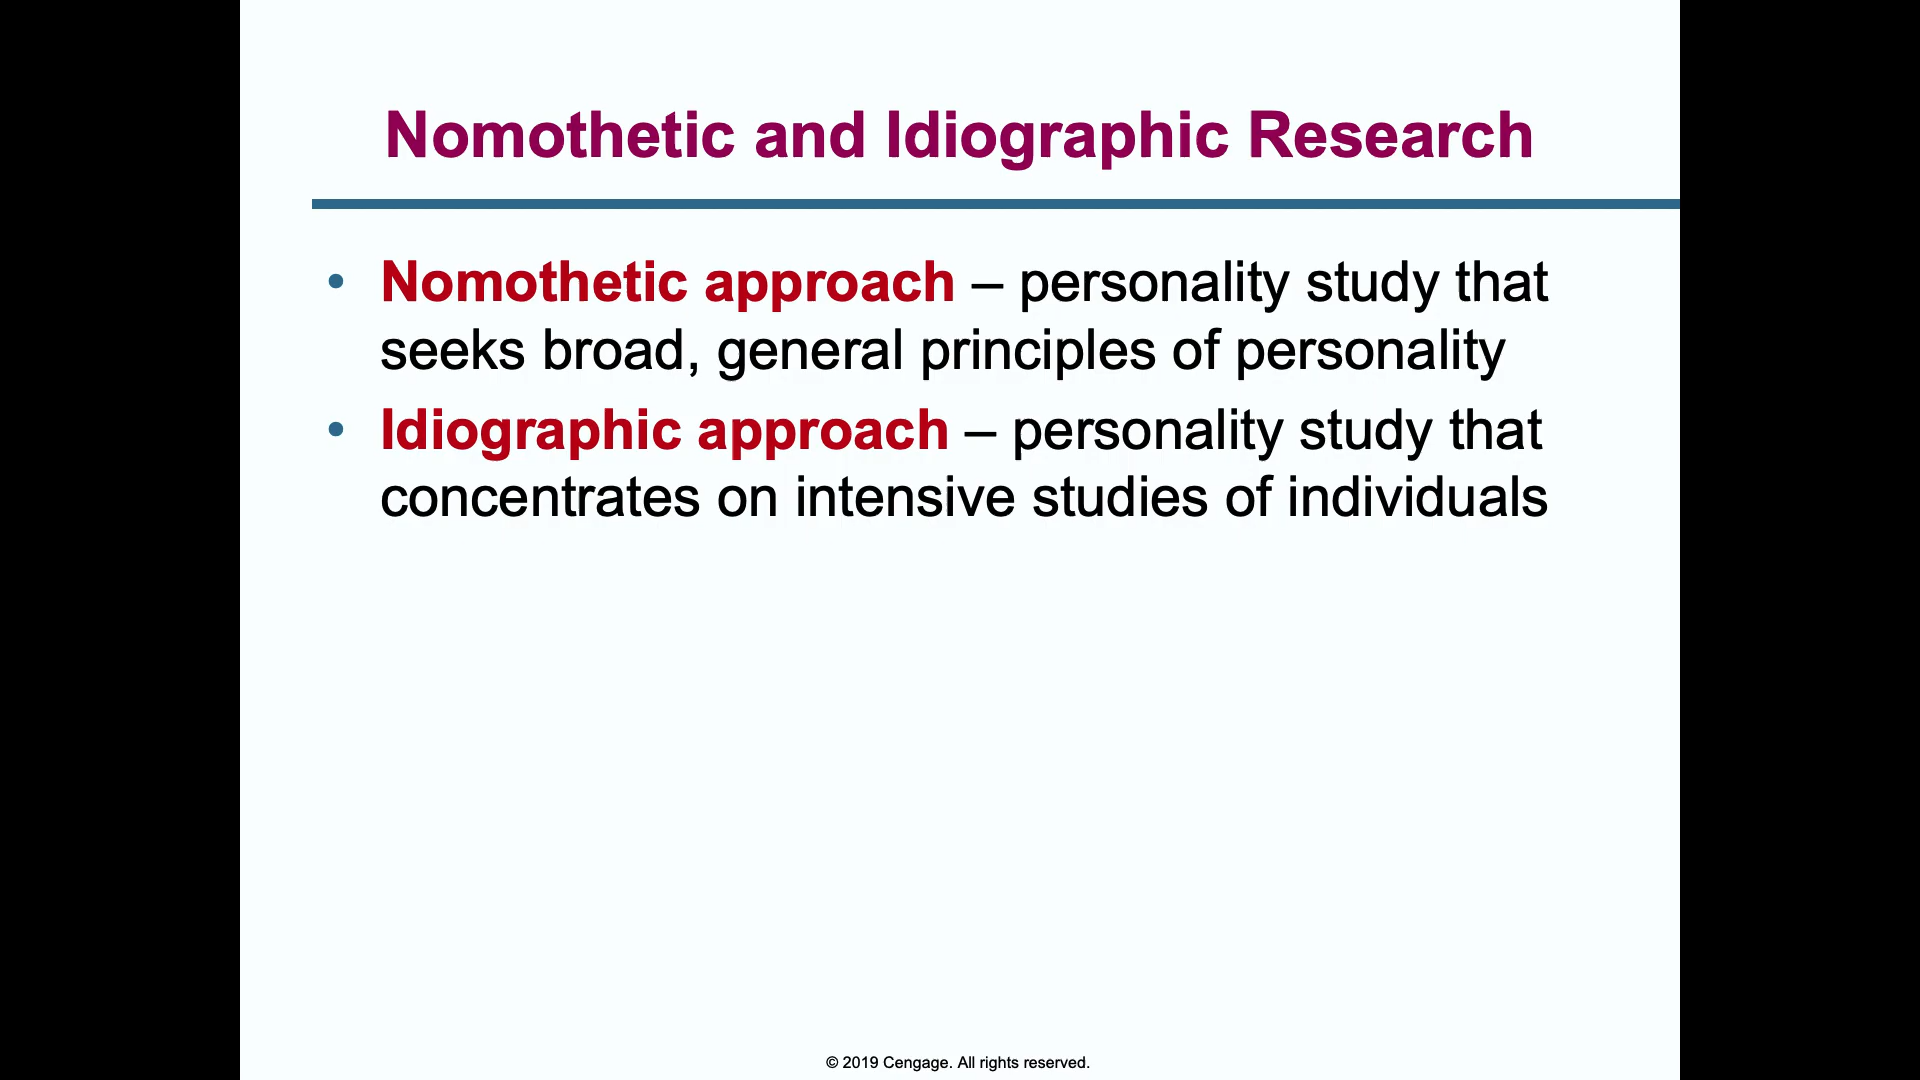 Nomothetic and Idiographic Research
• Nomothetic approach – personality study that
seeks broad, general principles of personality
• Idiographic approach – personality study that
concentrates on intensive studies of individuals
© 2019 Cengage. All rights reserved.